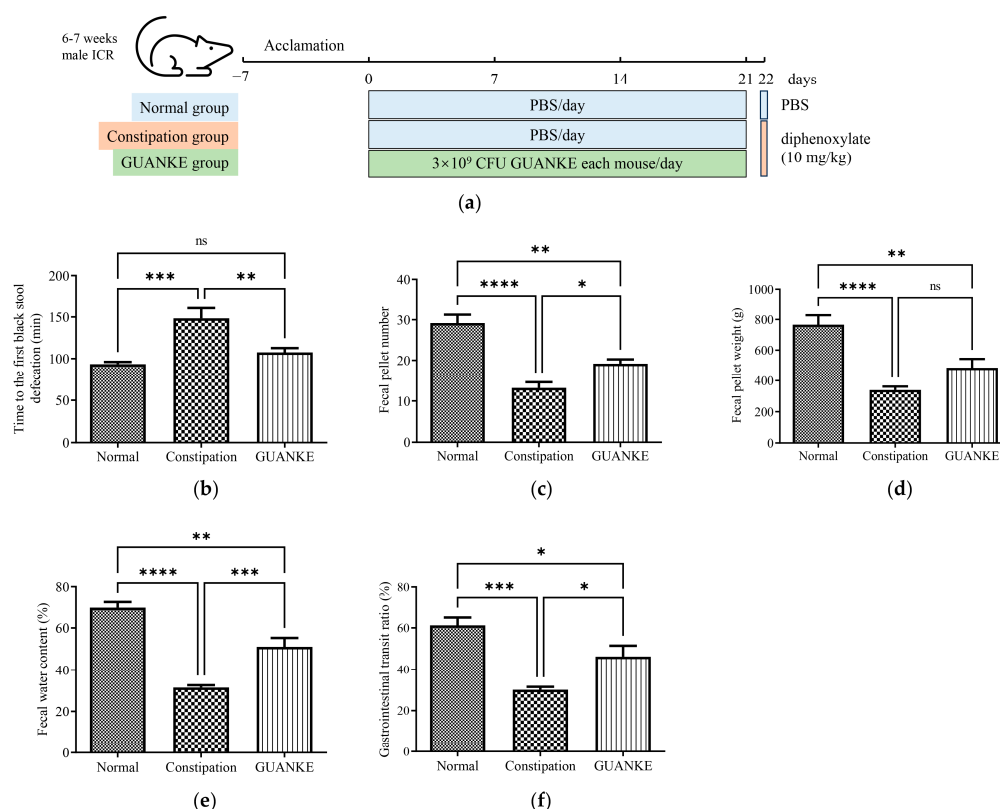 6-7 weeks
male ICR
Acclamation
−7
0
7
14
21
22
days
Normal group
PBS/day
PBS
Constipation group
PBS/day
diphenoxylate
(10 mg/kg)
GUANKE group
3×10⁹ CFU GUANKE each mouse/day
(a)
Time to the first black stool
defecation (min)
200
150
100
50
0
ns
***
**
Normal
Constipation
GUANKE
(b)
Fecal pellet number
40
30
20
10
0
**
****
*
Normal
Constipation
GUANKE
(c)
Fecal pellet weight (g)
1000
800
600
400
200
0
**
****
ns
Normal
Constipation
GUANKE
(d)
Fecal water content (%)
80
60
40
20
0
**
****
***
Normal
Constipation
GUANKE
(e)
Gastrointestinal transit ratio (%)
80
60
40
20
0
*
***
*
Normal
Constipation
GUANKE
(f)